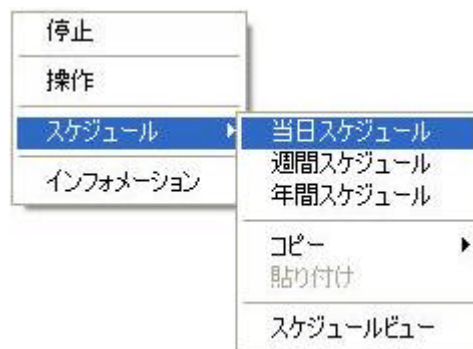 停止
操作
スケジュール
インフォメーション
当日スケジュール
週間スケジュール
年間スケジュール
コピー
貼り付け
スケジュールビュー